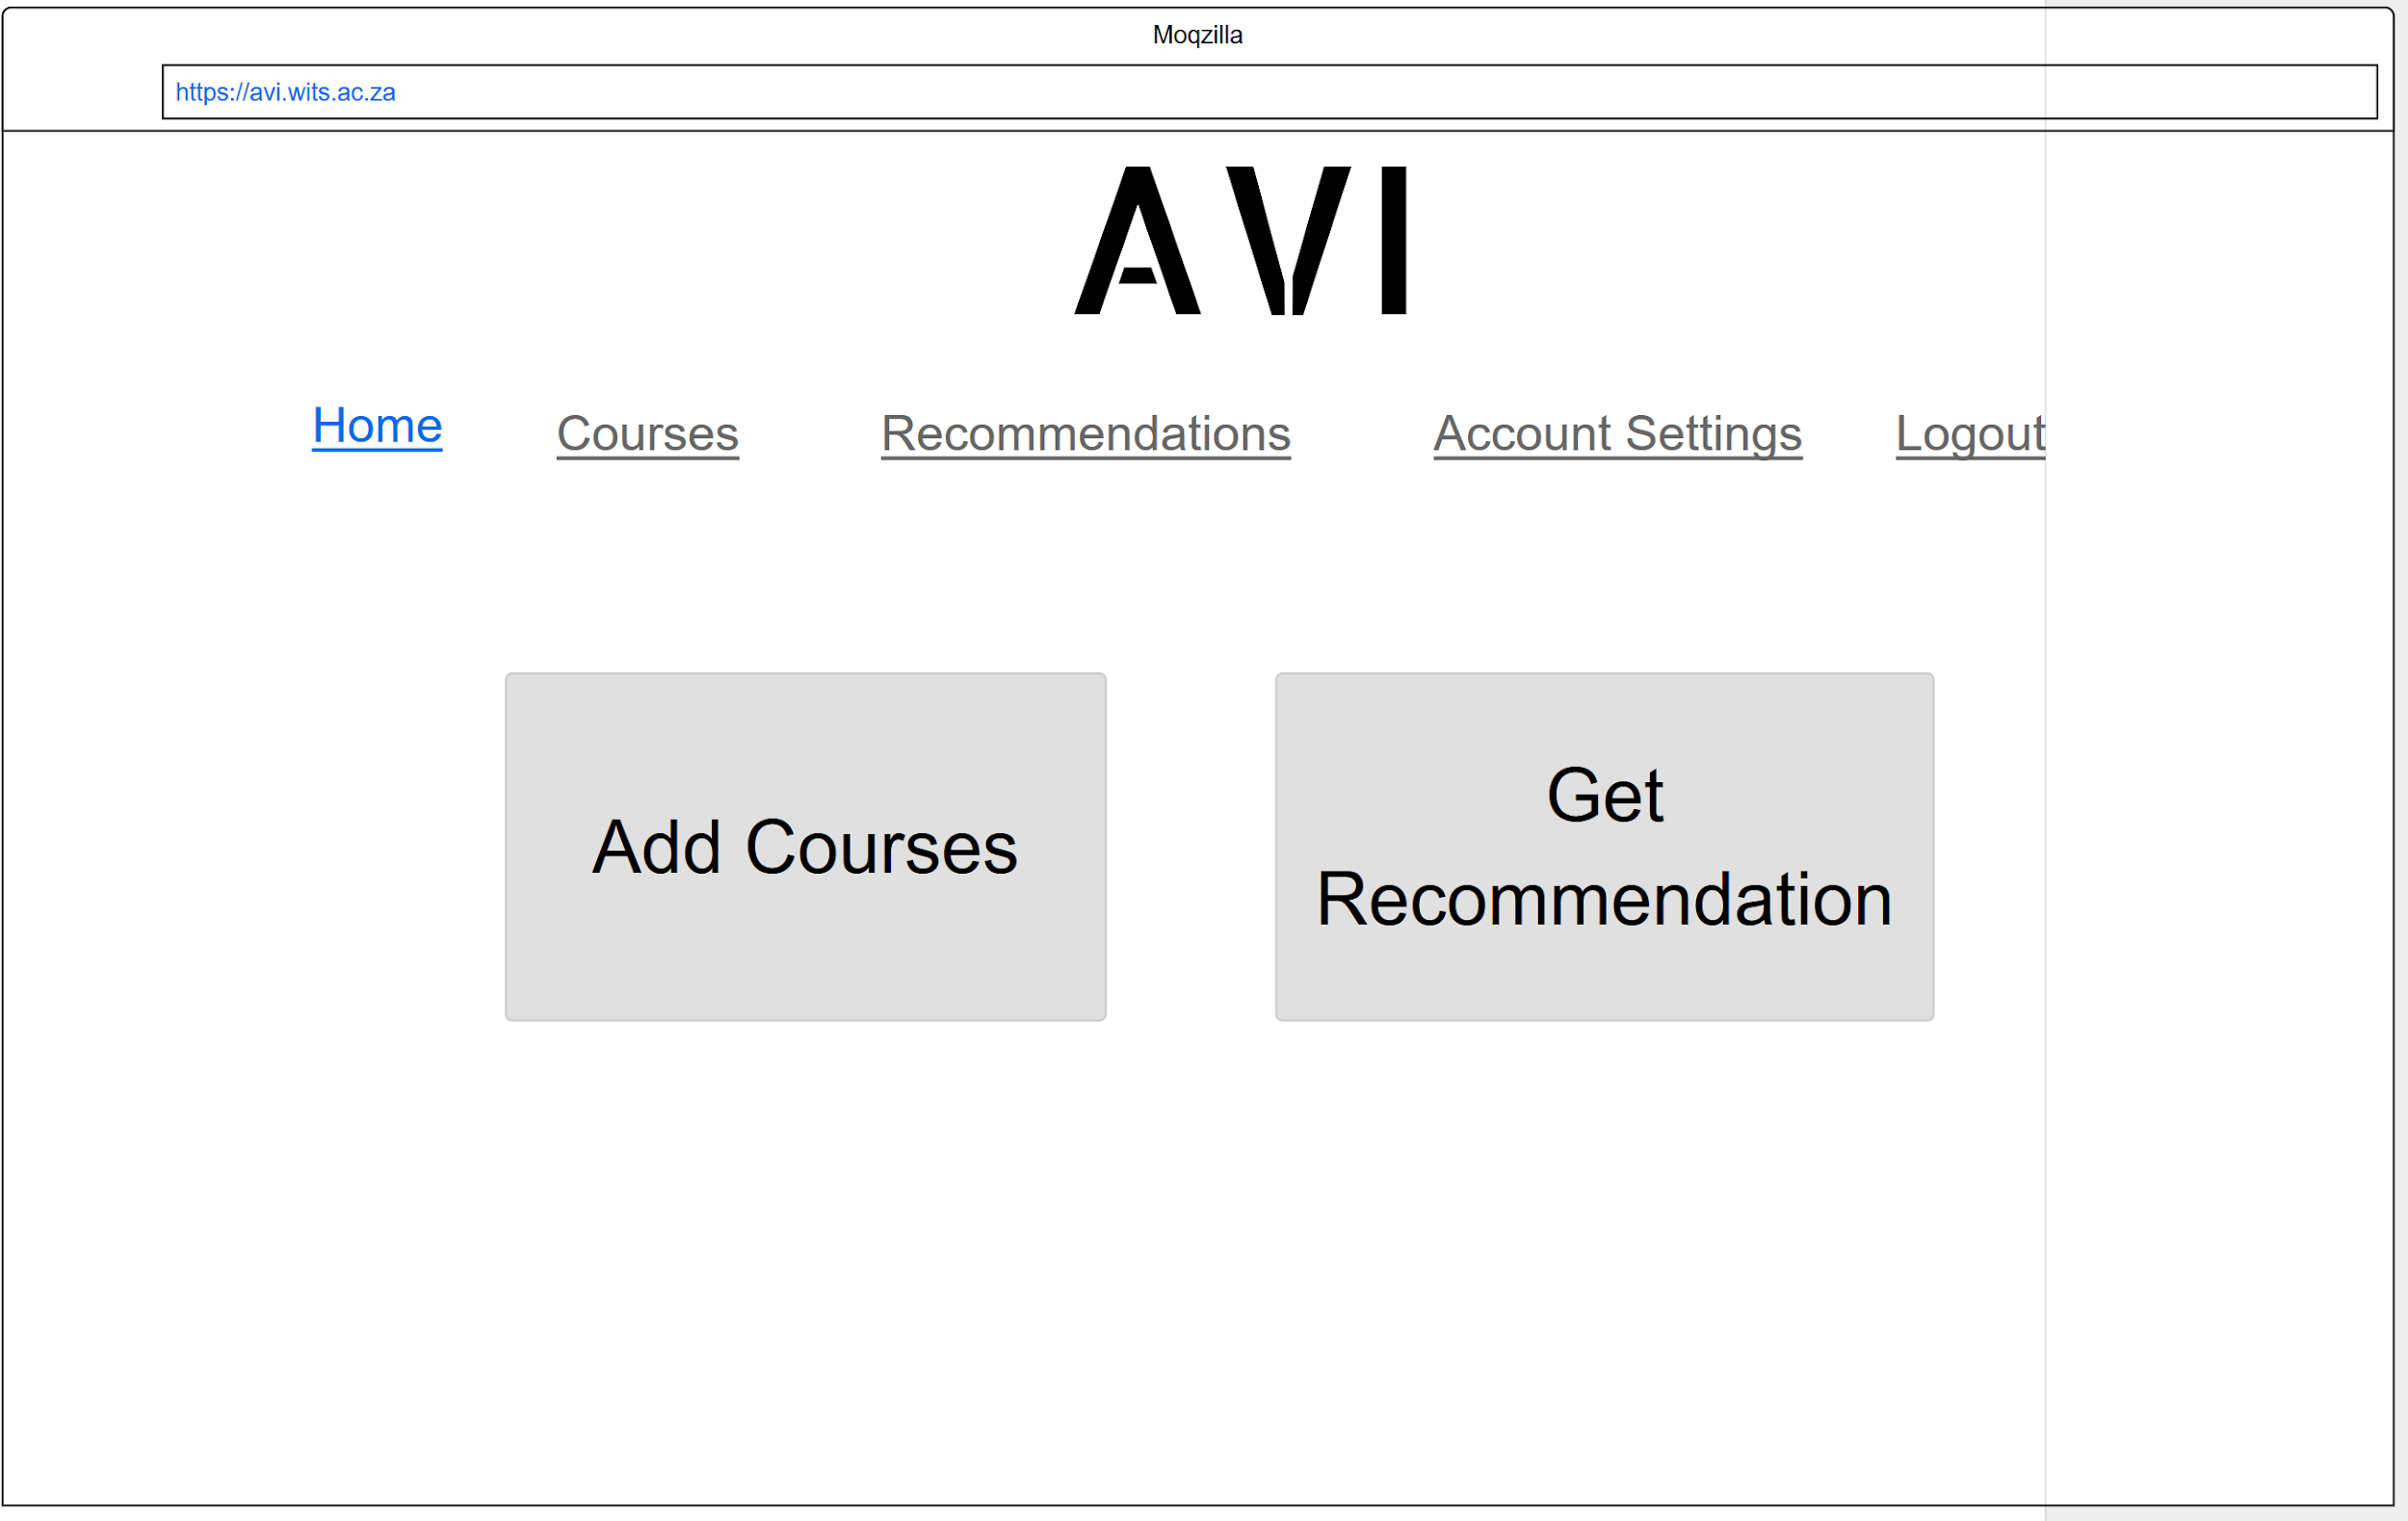 Moqzilla
https://avi.wits.ac.za
AVI
Home Courses Recommendations Account Settings Logout
Add Courses
Get
Recommendation